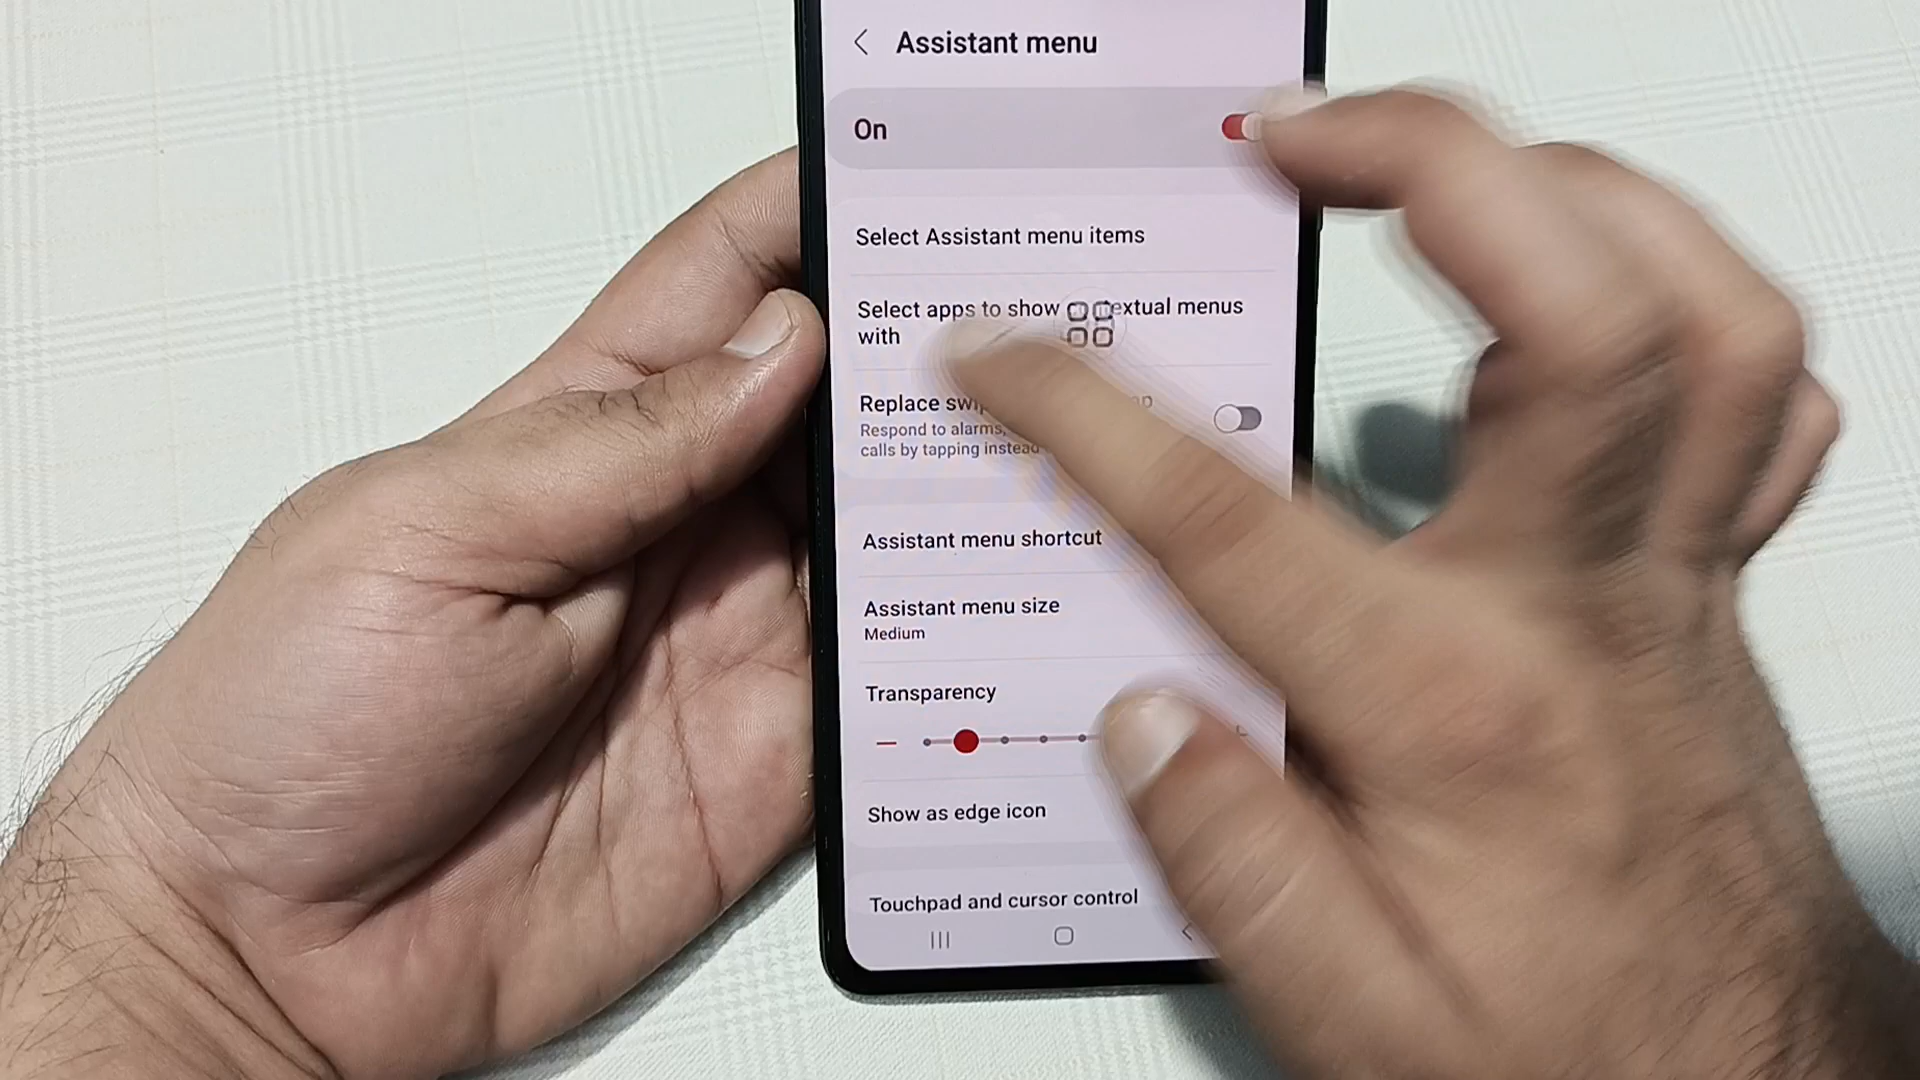 Assistant menu
On
Select Assistant menu items
Select apps to show textual menus
with
Replace
Respond to alarms,
calls by tapping instead
Assistant menu shortcut
Assistant menu size
Medium
Transparency
Show as edge icon
Touchpad and cursor control